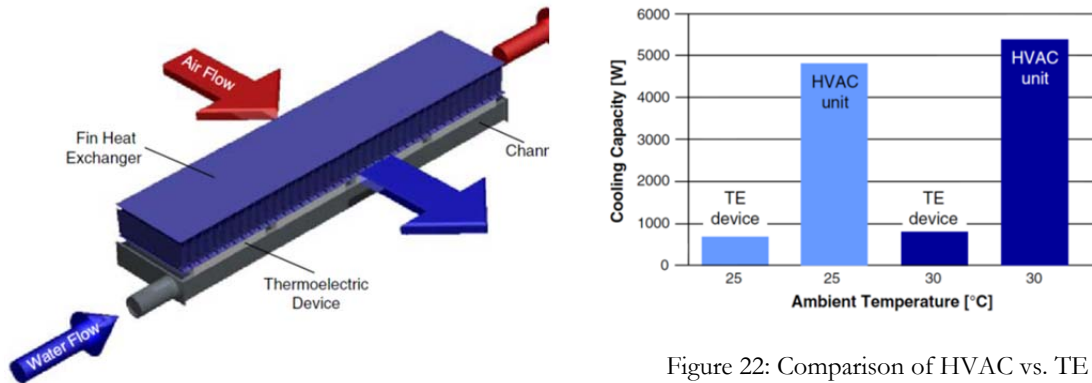 Air Flow
Fin Heat
Exchanger
Thermoelectric
Device
Water Flow
6000
5000
4000
3000
2000
1000
0
Cooling Capacity [W]
TE
device
HVAC
unit
TE
device
HVAC
unit
25
25
30
30
Ambient Temperature [°C]
Figure 22: Comparison of HVAC vs. TE